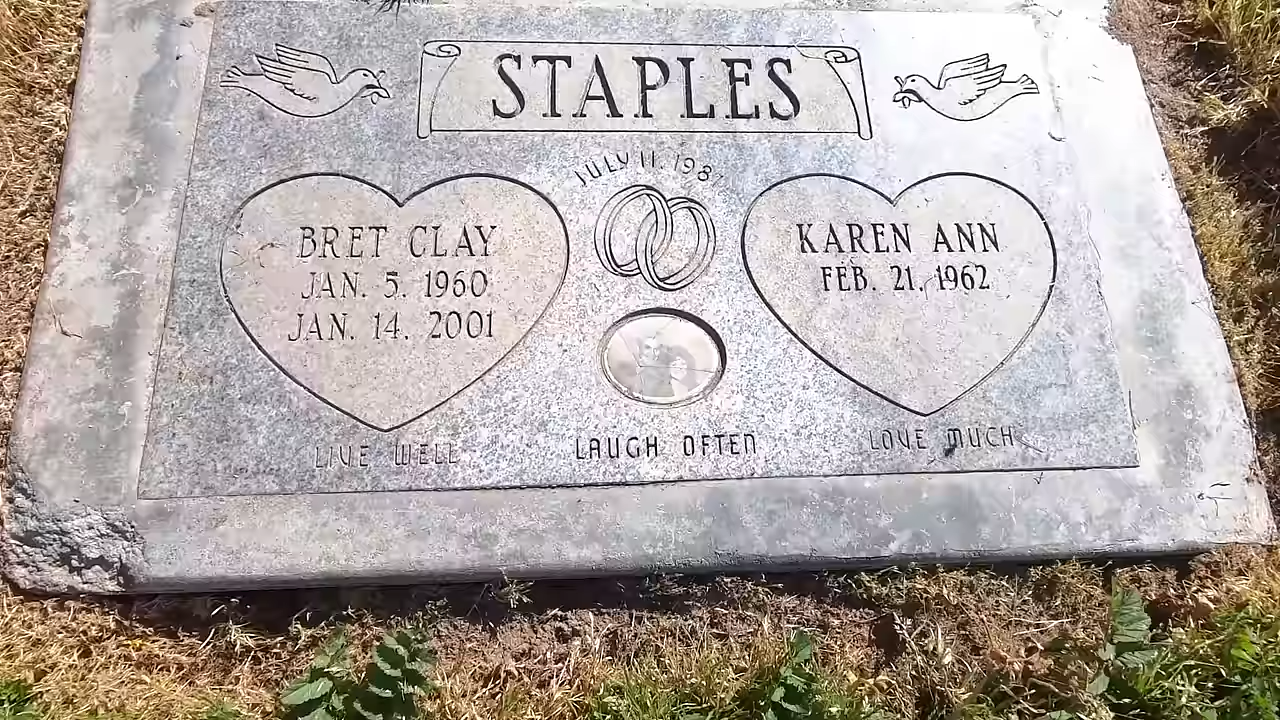 STAPLES
JULY 11, 1987
BRET CLAY
JAN. 5. 1960
JAN. 14. 2001
KAREN ANN
FEB. 21, 1962
LIVE WELL
LAUGH OFTEN
LOVE MUCH